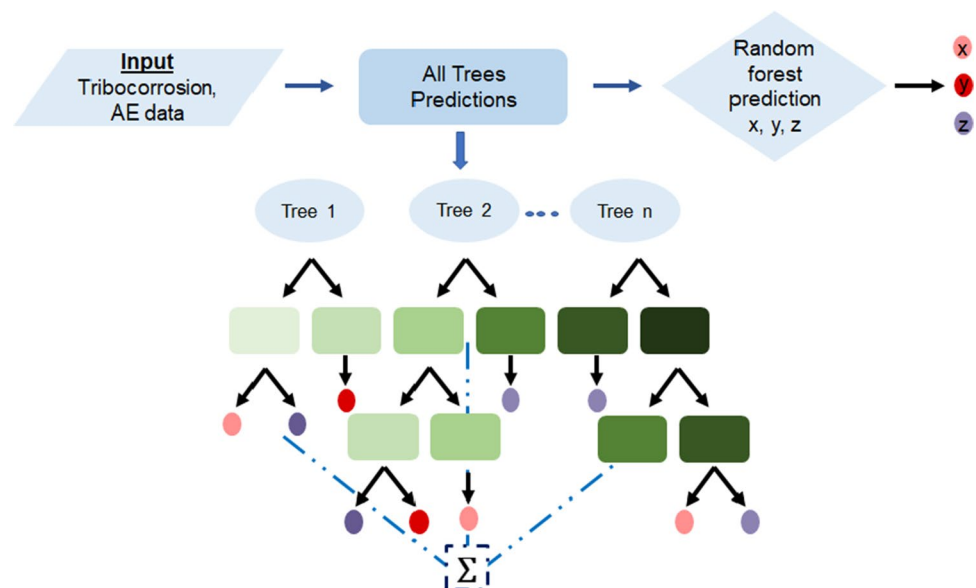 Input
Tribocorrosion,
AE data
All Trees
Predictions
Random
forest
prediction
x, y, z
x
y
z
Tree 1
Tree 2
Tree n
Σ